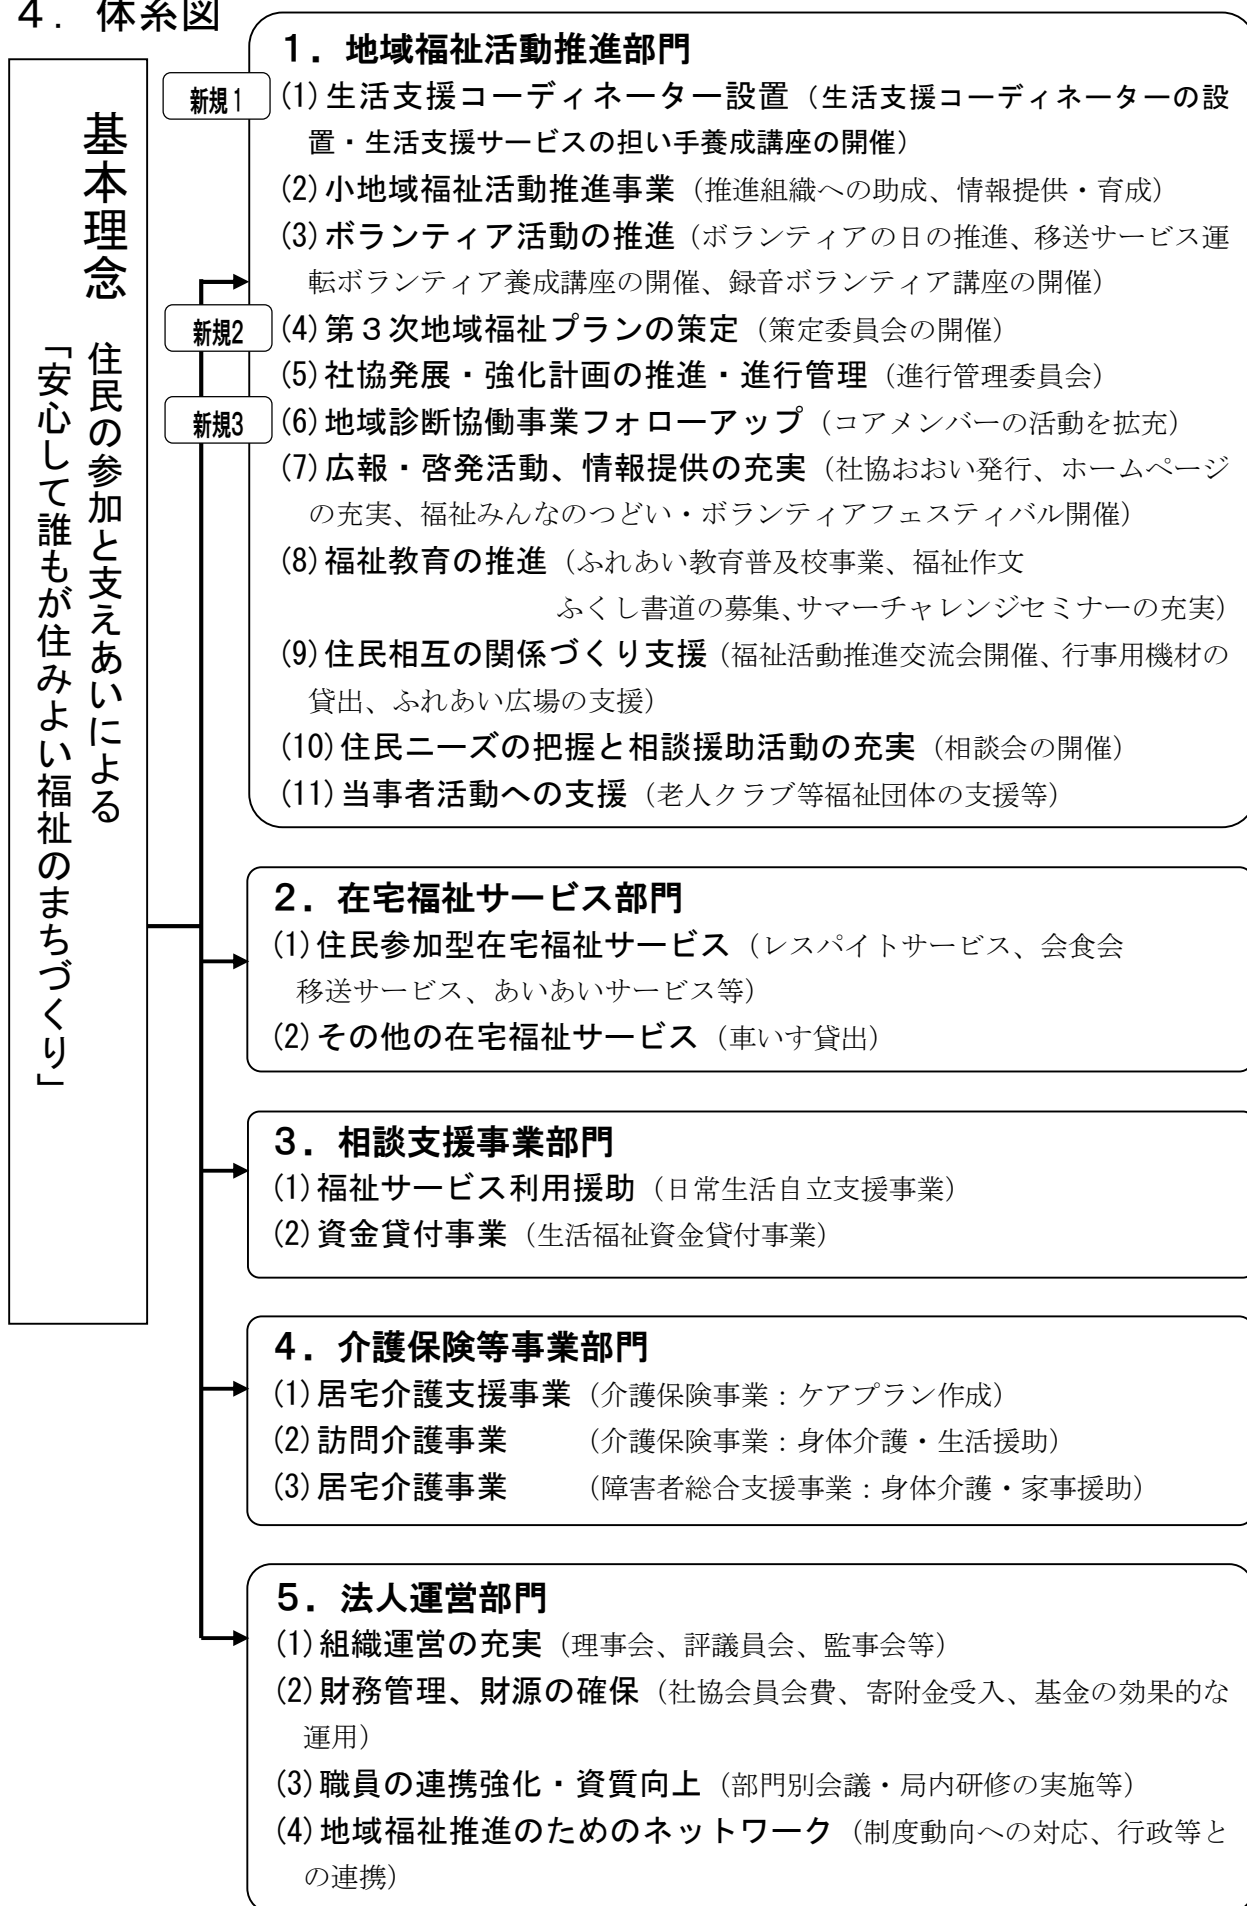 ４．体系図
基本理念
住民の参加と支えあいによる
「安心して誰もが住みよい福祉のまちづくり」
１．地域福祉活動推進部門
新規１
(1)生活支援コーディネーター設置（生活支援コーディネーターの設
置・生活支援サービスの担い手養成講座の開催）
(2)小地域福祉活動推進事業（推進組織への助成、情報提供・育成）
(3)ボランティア活動の推進（ボランティアの日の推進、移送サービス運
転ボランティア養成講座の開催、録音ボランティア講座の開催）
新規2
(4)第３次地域福祉プランの策定（策定委員会の開催）
(5)社協発展・強化計画の推進・進行管理（進行管理委員会）
新規3
(6)地域診断協働事業フォローアップ（コアメンバーの活動を拡充）
(7)広報・啓発活動、情報提供の充実（社協おおい発行、ホームページ
の充実、福祉みんなのつどい・ボランティアフェスティバル開催）
(8)福祉教育の推進（ふれあい教育普及校事業、福祉作文
ふくし書道の募集、サマーチャレンジセミナーの充実）
(9)住民相互の関係づくり支援（福祉活動推進交流会開催、行事用機材の
貸出、ふれあい広場の支援）
(10)住民ニーズの把握と相談援助活動の充実（相談会の開催）
(11)当事者活動への支援（老人クラブ等福祉団体の支援等）
２．在宅福祉サービス部門
(1)住民参加型在宅福祉サービス（レスパイトサービス、会食会
移送サービス、あいあいサービス等）
(2)その他の在宅福祉サービス（車いす貸出）
３．相談支援事業部門
(1)福祉サービス利用援助（日常生活自立支援事業）
(2)資金貸付事業（生活福祉資金貸付事業）
４．介護保険等事業部門
(1)居宅介護支援事業（介護保険事業：ケアプラン作成）
(2)訪問介護事業　　（介護保険事業：身体介護・生活援助）
(3)居宅介護事業　　（障害者総合支援事業：身体介護・家事援助）
５．法人運営部門
(1)組織運営の充実（理事会、評議員会、監事会等）
(2)財務管理、財源の確保（社協会員会費、寄附金受入、基金の効果的な
運用）
(3)職員の連携強化・資質向上（部門別会議・局内研修の実施等）
(4)地域福祉推進のためのネットワーク（制度動向への対応、行政等と
の連携）